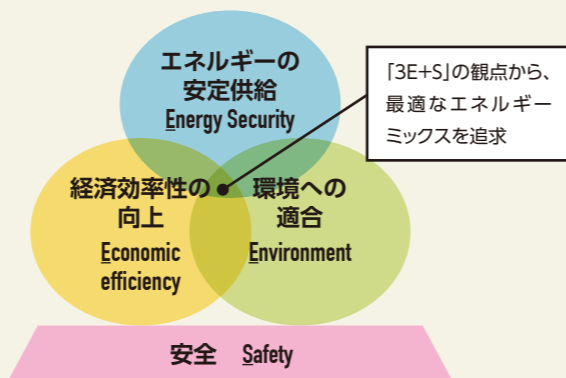 エネルギーの
安定供給
Energy Security
「3E+S」の観点から、
最適なエネルギー
ミックスを追求
経済効率性の
向上
Economic
efficiency
環境への
適合
Environment
安全 Safety